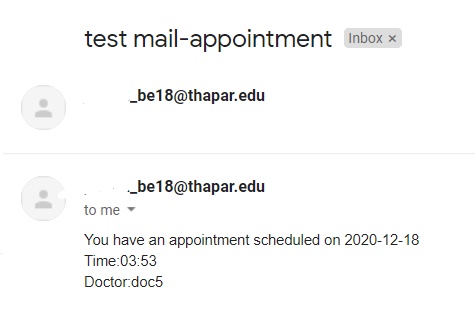 test mail-appointment Inbox ×
_be18@thapar.edu
_be18@thapar.edu
to me
You have an appointment scheduled on 2020-12-18
Time:03:53
Doctor:doc5